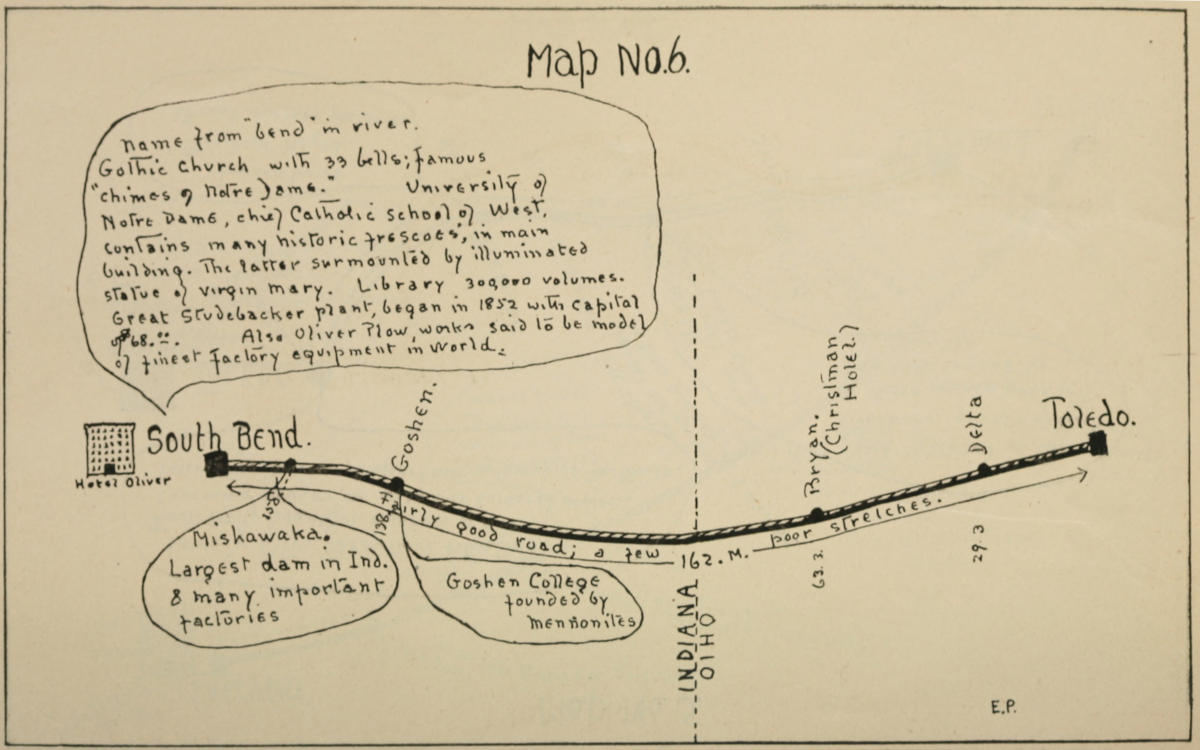 Map No.6.
name from "bend" in river.
Gothic Church with 33 bells; famous
"chimes of Notre Dame." University of
Notre Dame, chief Catholic school of West,
contains many historic frescoes, in main
building. The latter surmounted by illuminated
statue of virgin mary. Library 300,000 volumes.
Great Studebacker plant, began in 1852 with capital
of $68.00. Also Oliver Plow, works said to be model
of finest factory equipment in World.
South Bend.
Hotel Oliver
Goshen.
Bryan.
(Christman
Hotel)
Delta
Toledo.
Fairly good road; a few 162. M. poor stretches.
Mishawaka.
Largest dam in Ind.
& many important
factories
Goshen College
founded by
mennonites
63.2
29.3
INDIANA
OIHO
E.P.